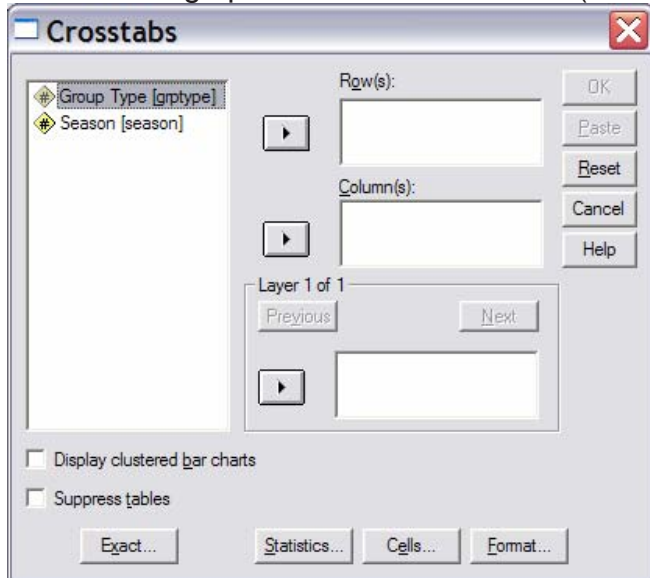 Crosstabs
Group Type [grptype]
Season [season]
Row(s):
Column(s):
Layer 1 of 1
Previous
Next
OK
Paste
Reset
Cancel
Help
Display clustered bar charts
Suppress tables
Exact...
Statistics...
Cells...
Format...